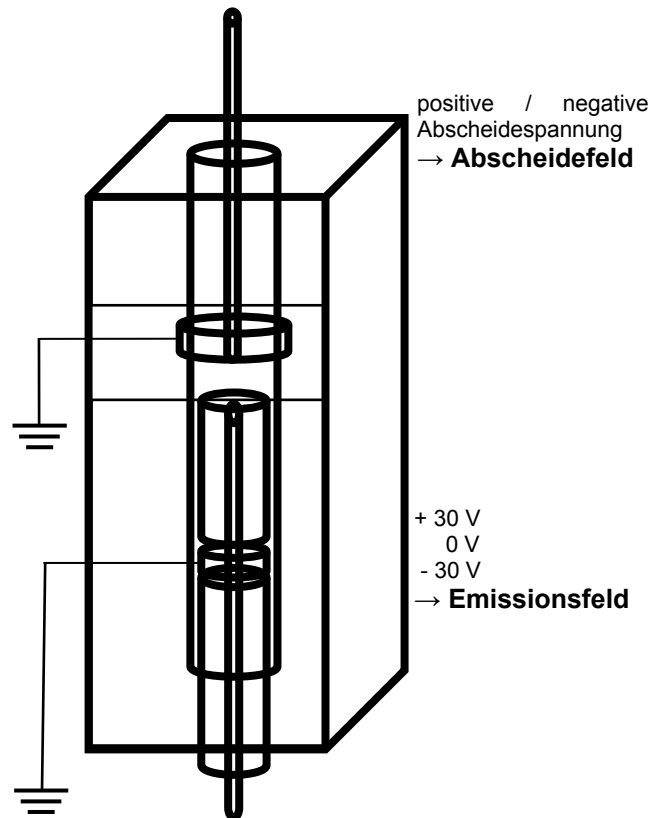 positive / negative
Abscheidespannung
→ Abscheidefeld
+ 30 V
0 V
- 30 V
→ Emissionsfeld